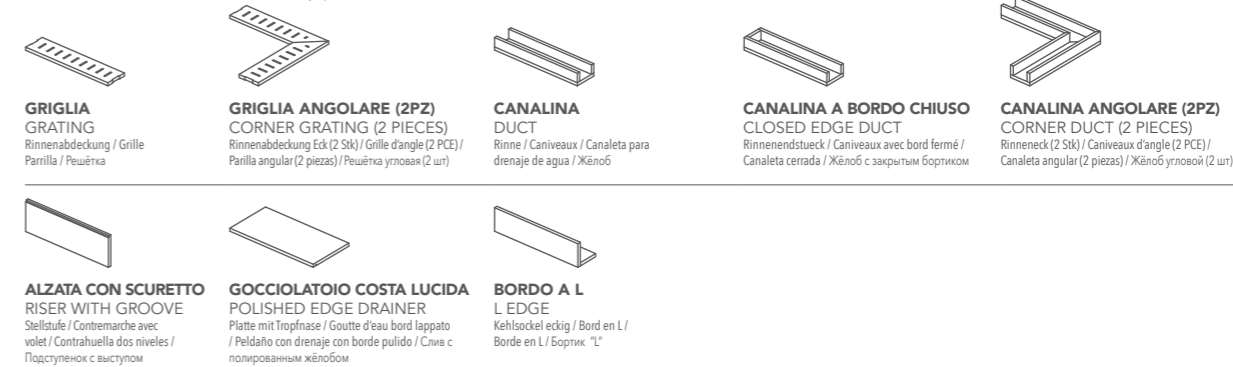 GRIGLIA
GRATING
Rinnenabdeckung / Grille
Parrilla / Решётка
GRIGLIA ANGOLARE (2PZ)
CORNER GRATING (2 PIECES)
Rinnenabdeckung Eck (2 Stk) / Grille d'angle (2 PCE) /
Parilla angular (2 piezas) / Решётка угловая (2 шт)
CANALINA
DUCT
Rinne / Caniveaux / Canaleta para
drenaje de agua / Жёлоб
CANALINA A BORDO CHIUSO
CLOSED EDGE DUCT
Rinnenendstueck / Caniveaux avec bord fermé /
Canaleta cerrada / Жёлоб с закрытым бортиком
CANALINA ANGOLARE (2PZ)
CORNER DUCT (2 PIECES)
Rinneneck (2 Stk) / Caniveaux d'angle (2 PCE) /
Canaleta angular (2 piezas) / Жёлоб угловой (2 шт)
ALZATA CON SCURETTO
RISER WITH GROOVE
Stellstufe / Contremarche avec
volet / Contrahuella dos niveles /
Подступенок с выступом
GOCCIOLATOIO COSTA LUCIDA
POLISHED EDGE DRAINER
Platte mit Tropfnase / Goutte d'eau bord lappato
/ Peldaño con drenaje con borde pulido / Слив с
полированным жёлобом
BORDO A L
L EDGE
Kehlsockel eckig / Bord en L /
Borde en L / Бортик "L"